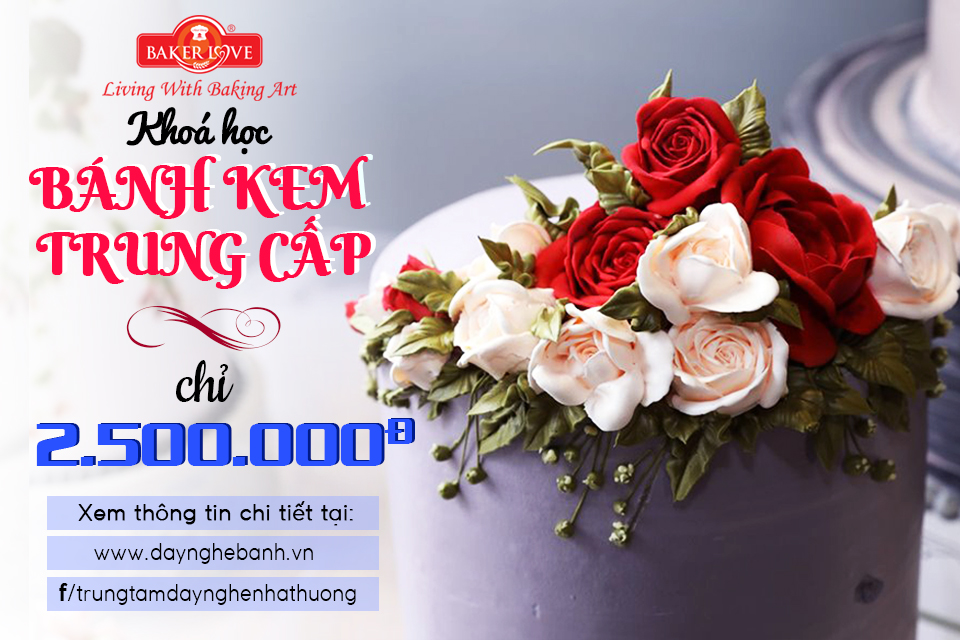 BAKER LOVE®
Living With Baking Art
Khoá học
BÁNH KEM
TRUNG CẤP
chỉ
2.500.000Đ
Xem thông tin chi tiết tại:
www.daynghebanh.vn
f/trungtamdaynghenhathuong